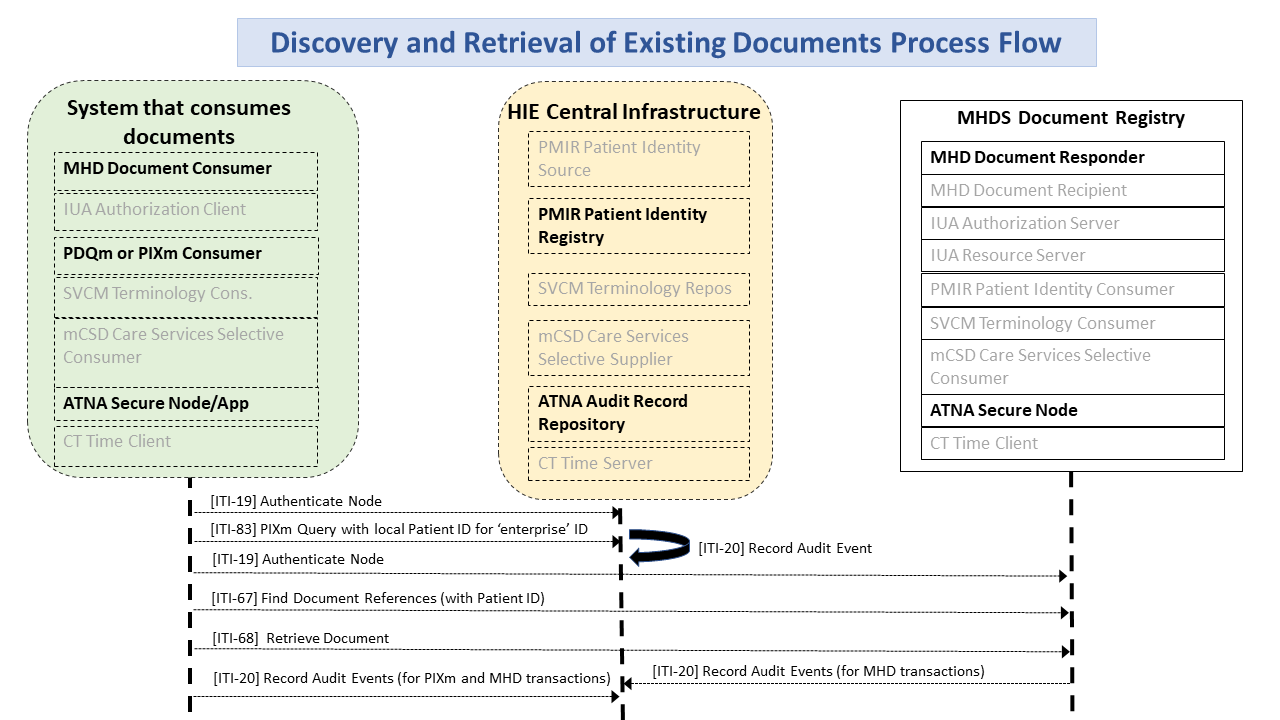 Discovery and Retrieval of Existing Documents Process Flow
System that consumes
documents
MHD Document Consumer
IUA Authorization Client
PDQm or PIXm Consumer
SVCM Terminology Cons.
mCSD Care Services Selective
Consumer
ATNA Secure Node/App
CT Time Client
HIE Central Infrastructure
PMIR Patient Identity
Source
PMIR Patient Identity
Registry
SVCM Terminology Repos
mCSD Care Services
Selective Supplier
ATNA Audit Record
Repository
CT Time Server
MHDS Document Registry
MHD Document Responder
MHD Document Recipient
IUA Authorization Server
IUA Resource Server
PMIR Patient Identity Consumer
SVCM Terminology Consumer
mCSD Care Services Selective
Consumer
ATNA Secure Node
CT Time Client
[ITI-19] Authenticate Node
[ITI-83] PIXm Query with local Patient ID for ‘enterprise’ ID
[ITI-20] Record Audit Event
[ITI-19] Authenticate Node
[ITI-67] Find Document References (with Patient ID)
[ITI-68] Retrieve Document
[ITI-20] Record Audit Events (for PIXm and MHD transactions)
[ITI-20] Record Audit Events (for MHD transactions)